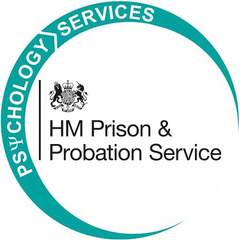 PSΨCHOLOGY SERVICES
HM Prison &
Probation Service